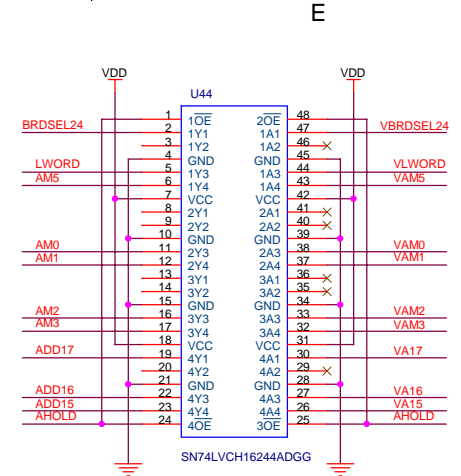 E
VDD
VDD
U44
1 1OE 2OE 48
BRDSEL24 2 1Y1 1A1 47 VBRDSEL24
3 1Y2 1A2 46
4 GND GND 45
LWORD 5 1Y3 1A3 44 VLWORD
AM5 6 1Y4 1A4 43 VAM5
7 VCC VCC 42
8 2Y1 2A1 41
9 2Y2 2A2 40
10 GND GND 39
AM0 11 2Y3 2A3 38 VAM0
AM1 12 2Y4 2A4 37 VAM1
13 3Y1 3A1 36
14 3Y2 3A2 35
15 GND GND 34
AM2 16 3Y3 3A3 33 VAM2
AM3 17 3Y4 3A4 32 VAM3
18 VCC VCC 31
ADD17 19 4Y1 4A1 30 VA17
20 4Y2 4A2 29
21 GND GND 28
ADD16 22 4Y3 4A3 27 VA16
ADD15 23 4Y4 4A4 26 VA15
AHOLD 24 4OE 3OE 25 AHOLD
SN74LVCH16244ADGG